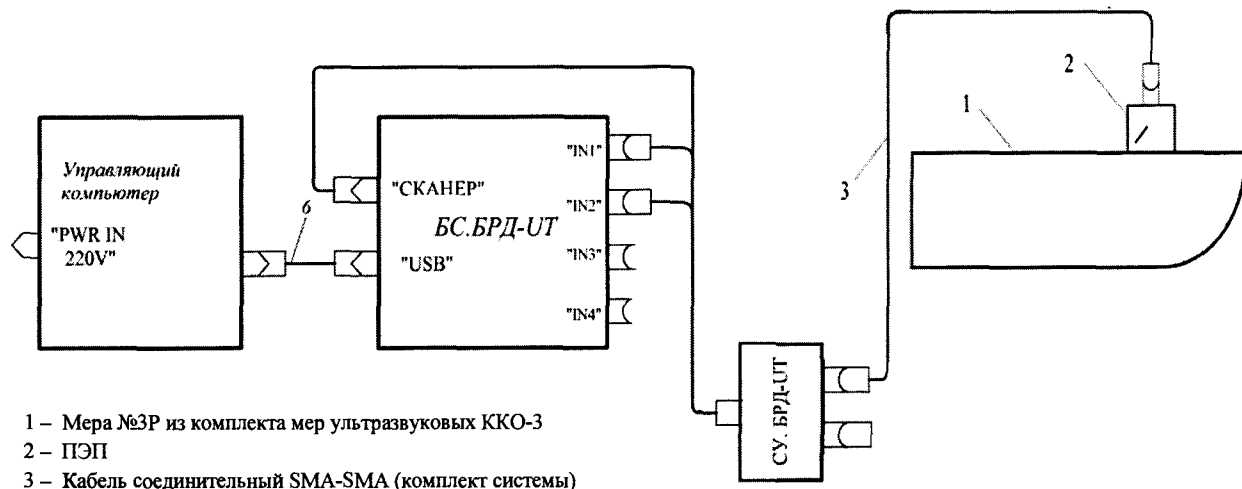 Управляющий
компьютер
"PWR IN
220V"
6
"СКАНЕР"
БС.БРД-UT
"USB"
"IN1"
"IN2"
"IN3"
"IN4"
СУ. БРД-UT
3
1
2
1 – Мера №3Р из комплекта мер ультразвуковых ККО-3
2 – ПЭП
3 – Кабель соединительный SMA-SMA (комплект системы)